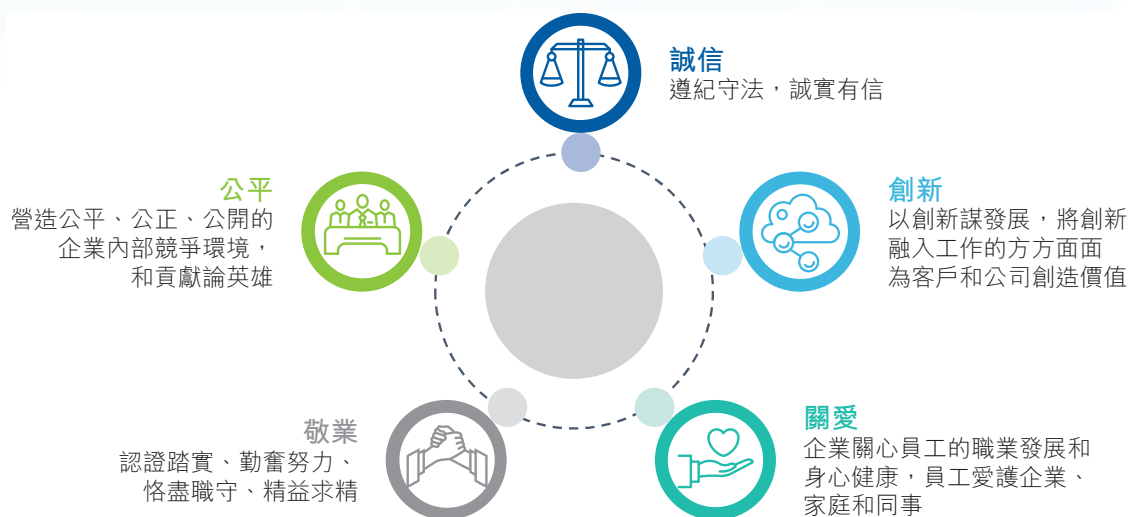 誠信
遵紀守法，誠實有信
創新
以創新謀發展，將創新
融入工作的方方面面
為客戶和公司創造價值
關愛
企業關心員工的職業發展和
身心健康，員工愛護企業、
家庭和同事
敬業
認證踏實、勤奮努力、
恪盡職守、精益求精
公平
營造公平、公正、公開的
企業內部競爭環境，
和貢獻論英雄